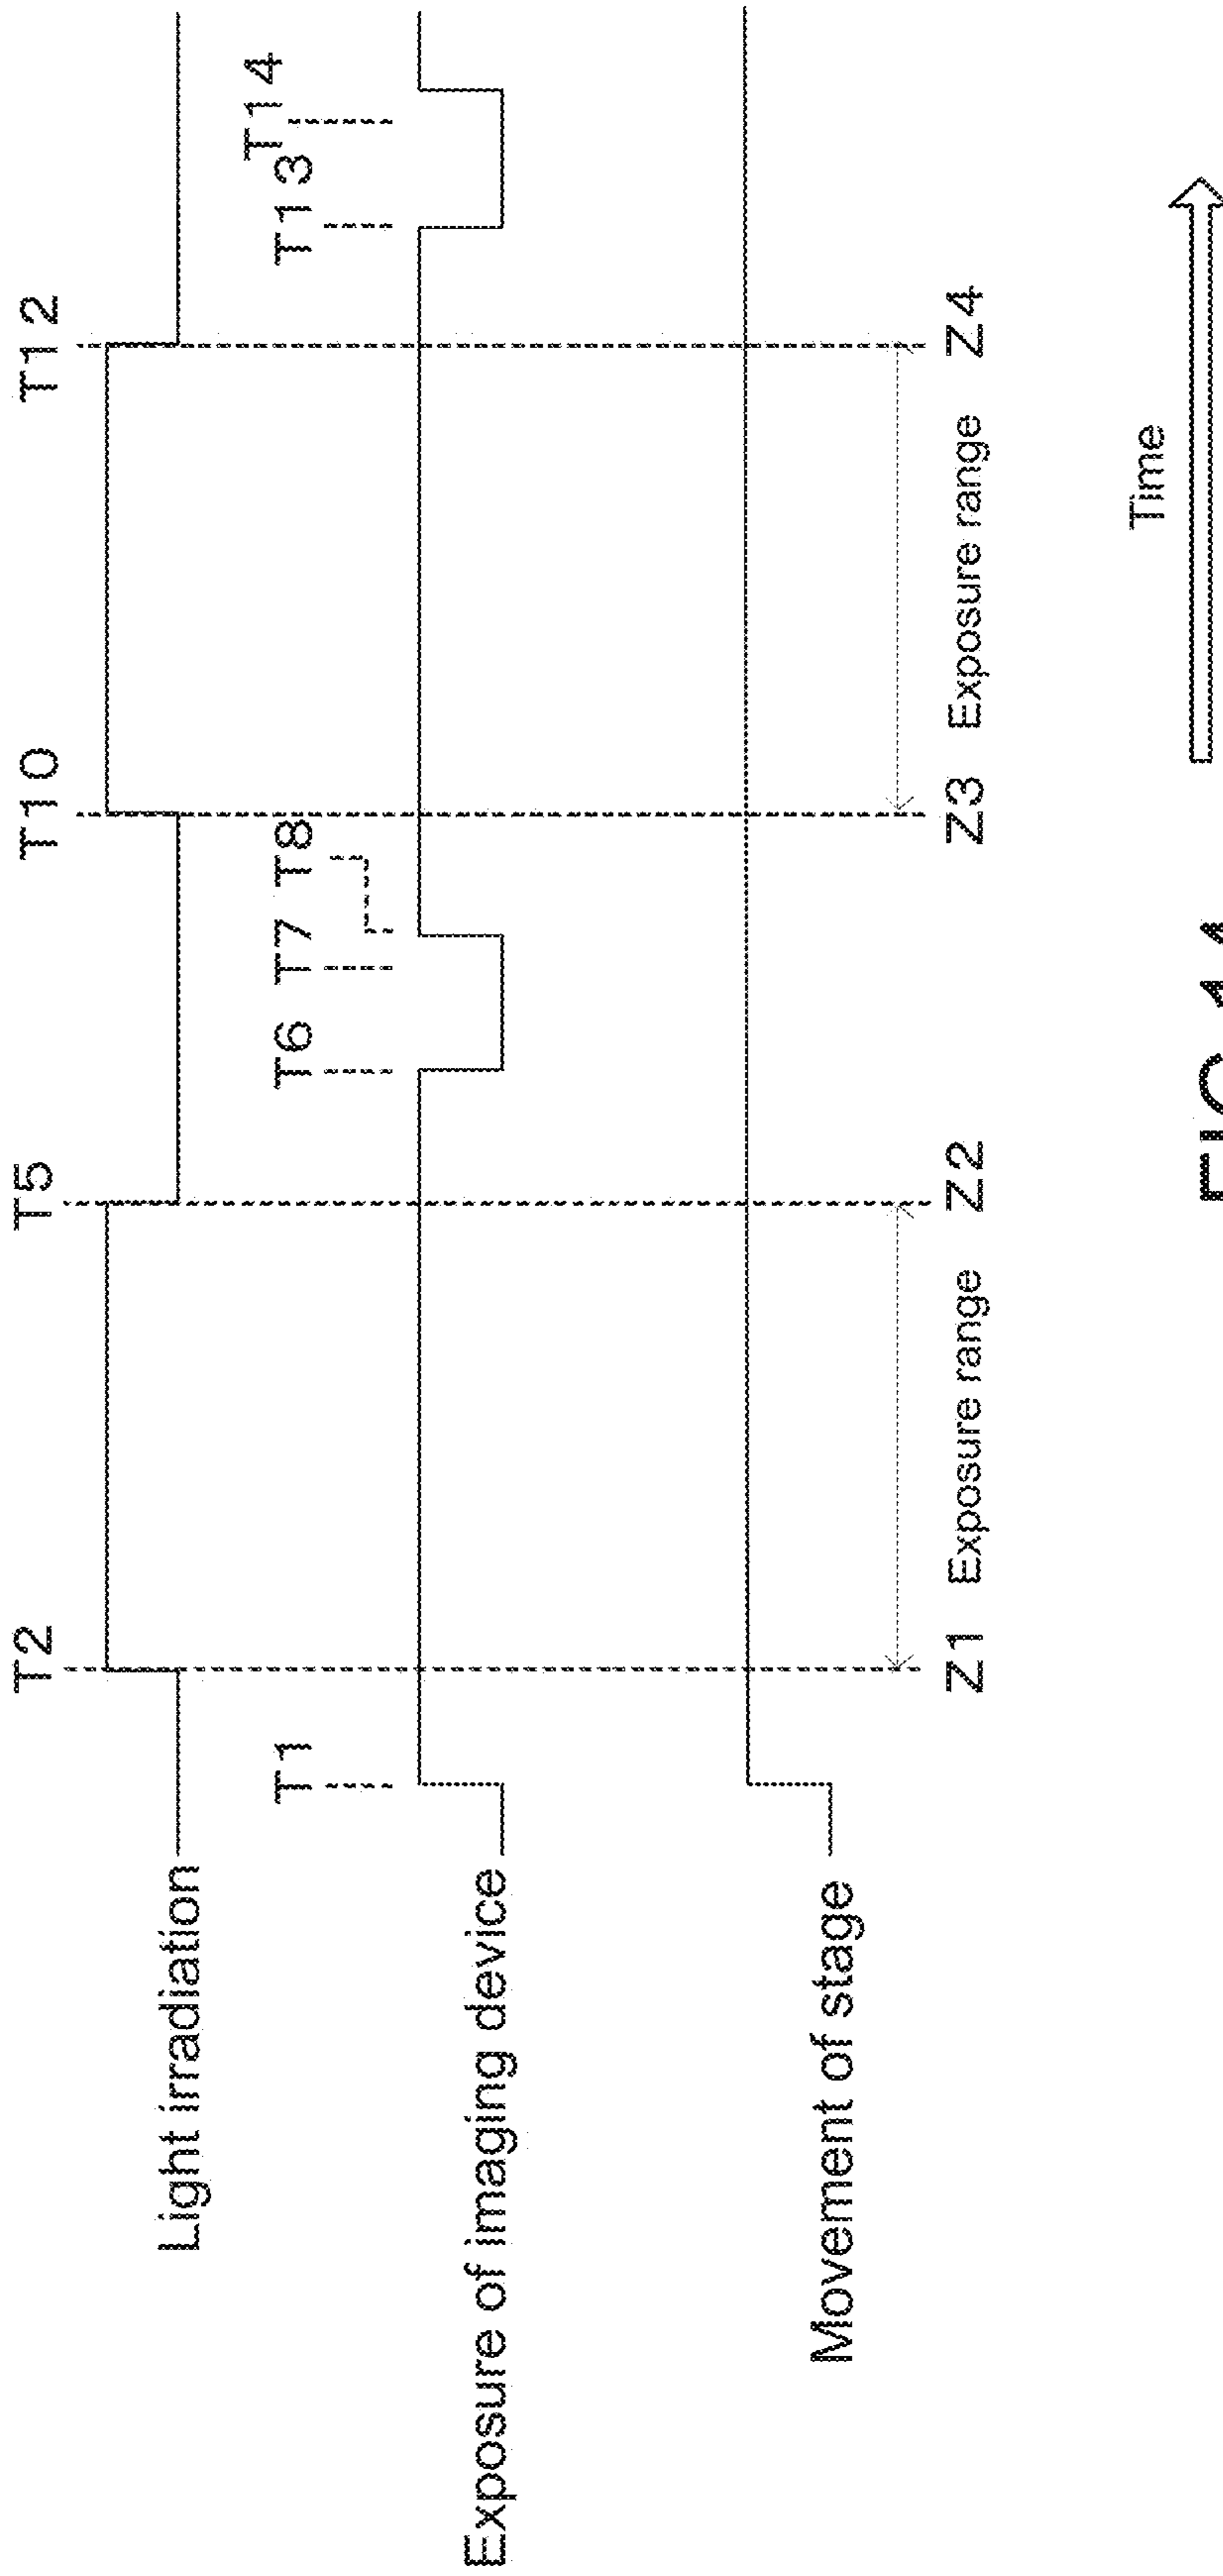 T2 T5 T10 T12
Light irradiation
T1 T6 T7 T8 T13 T14
Exposure of imaging device
Movement of stage
Z1 Exposure range Z2 Z3 Exposure range Z4
Time